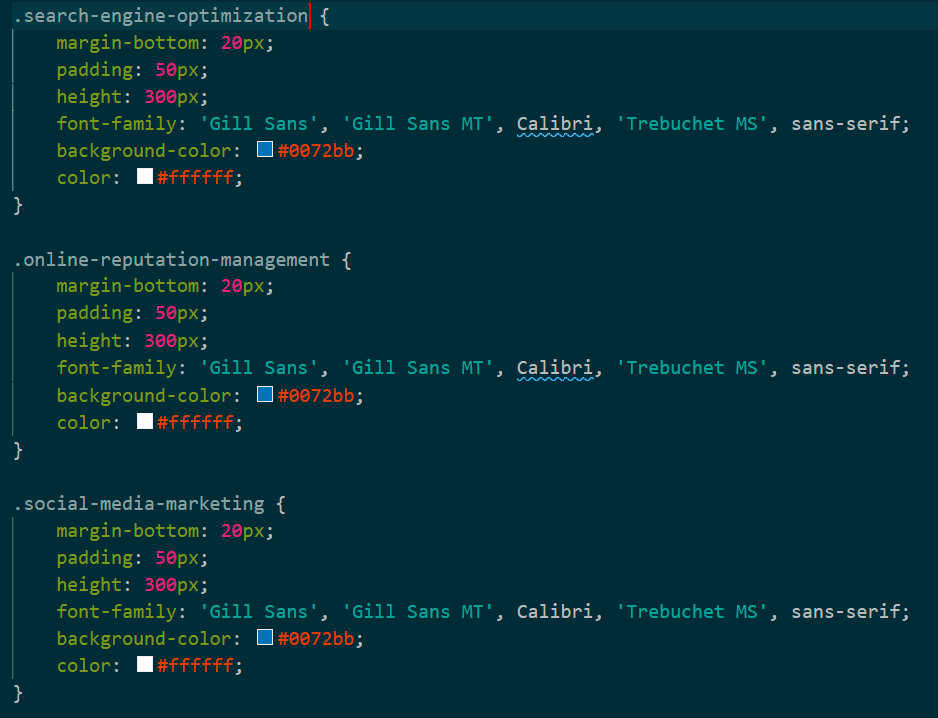 .search-engine-optimization {
    margin-bottom: 20px;
    padding: 50px;
    height: 300px;
    font-family: 'Gill Sans', 'Gill Sans MT', Calibri, 'Trebuchet MS', sans-serif;
    background-color: #0072bb;
    color: #ffffff;
}

.online-reputation-management {
    margin-bottom: 20px;
    padding: 50px;
    height: 300px;
    font-family: 'Gill Sans', 'Gill Sans MT', Calibri, 'Trebuchet MS', sans-serif;
    background-color: #0072bb;
    color: #ffffff;
}

.social-media-marketing {
    margin-bottom: 20px;
    padding: 50px;
    height: 300px;
    font-family: 'Gill Sans', 'Gill Sans MT', Calibri, 'Trebuchet MS', sans-serif;
    background-color: #0072bb;
    color: #ffffff;
}